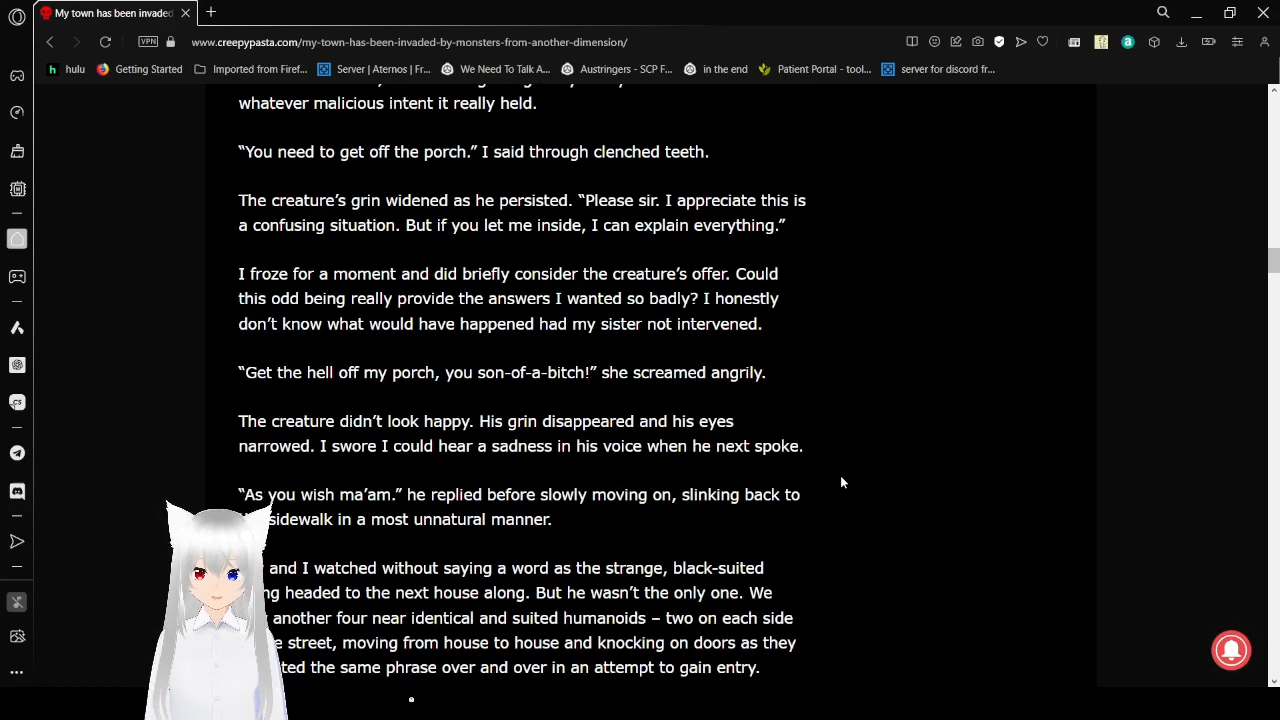 My town has been invaded
VPN
www.creepypasta.com/my-town-has-been-invaded-by-monsters-from-another-dimension/
hulu
Getting Started
Imported from Firef...
Server | Aternos | Fr...
We Need To Talk A...
Austringers - SCP F...
in the end
Patient Portal - tool...
server for discord fr...
whatever malicious intent it really held.
“You need to get off the porch.” I said through clenched teeth.
The creature’s grin widened as he persisted. “Please sir. I appreciate this is
a confusing situation. But if you let me inside, I can explain everything.”
I froze for a moment and did briefly consider the creature’s offer. Could
this odd being really provide the answers I wanted so badly? I honestly
don’t know what would have happened had my sister not intervened.
“Get the hell off my porch, you son-of-a-bitch!” she screamed angrily.
The creature didn’t look happy. His grin disappeared and his eyes
narrowed. I swore I could hear a sadness in his voice when he next spoke.
“As you wish ma’am.” he replied before slowly moving on, slinking back to
sidewalk in a most unnatural manner.
and I watched without saying a word as the strange, black-suited
headed to the next house along. But he wasn’t the only one. We
another four near identical and suited humanoids – two on each side
street, moving from house to house and knocking on doors as they
the same phrase over and over in an attempt to gain entry.